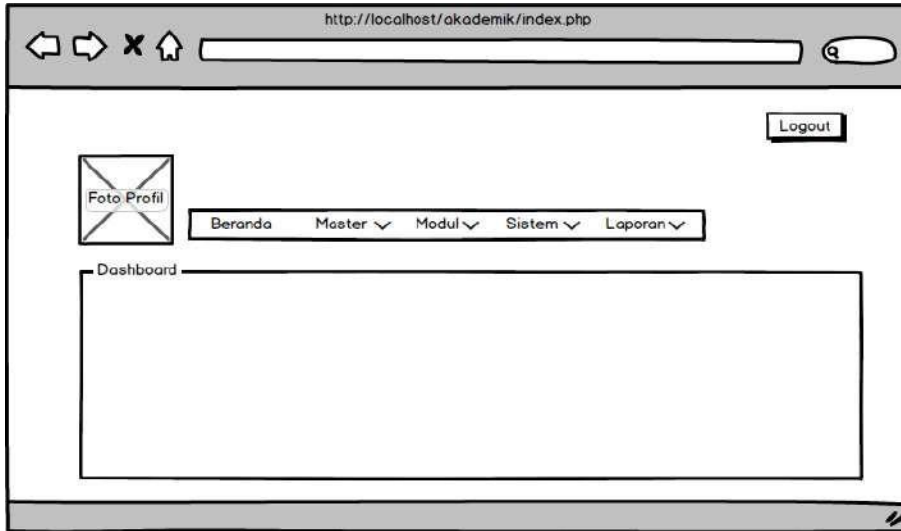 http://localhost/akademik/index.php
Logout
Foto Profil
Beranda Master Modul Sistem Laporan
Dashboard